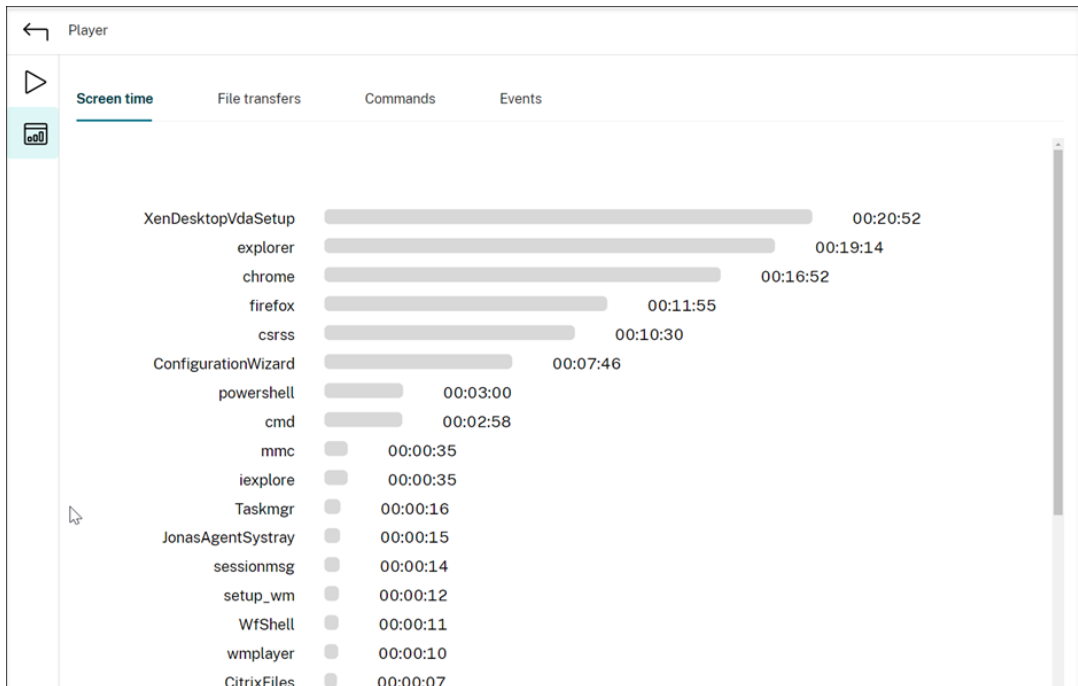 Player
Screen time File transfers Commands Events
XenDesktopVdaSetup 00:20:52
explorer 00:19:14
chrome 00:16:52
firefox 00:11:55
csrss 00:10:30
ConfigurationWizard 00:07:46
powershell 00:03:00
cmd 00:02:58
mmc 00:00:35
iexplore 00:00:35
Taskmgr 00:00:16
JonasAgentSystray 00:00:15
sessionmsg 00:00:14
setup_wm 00:00:12
WfShell 00:00:11
wmplayer 00:00:10
CitrixFiles 00:00:07